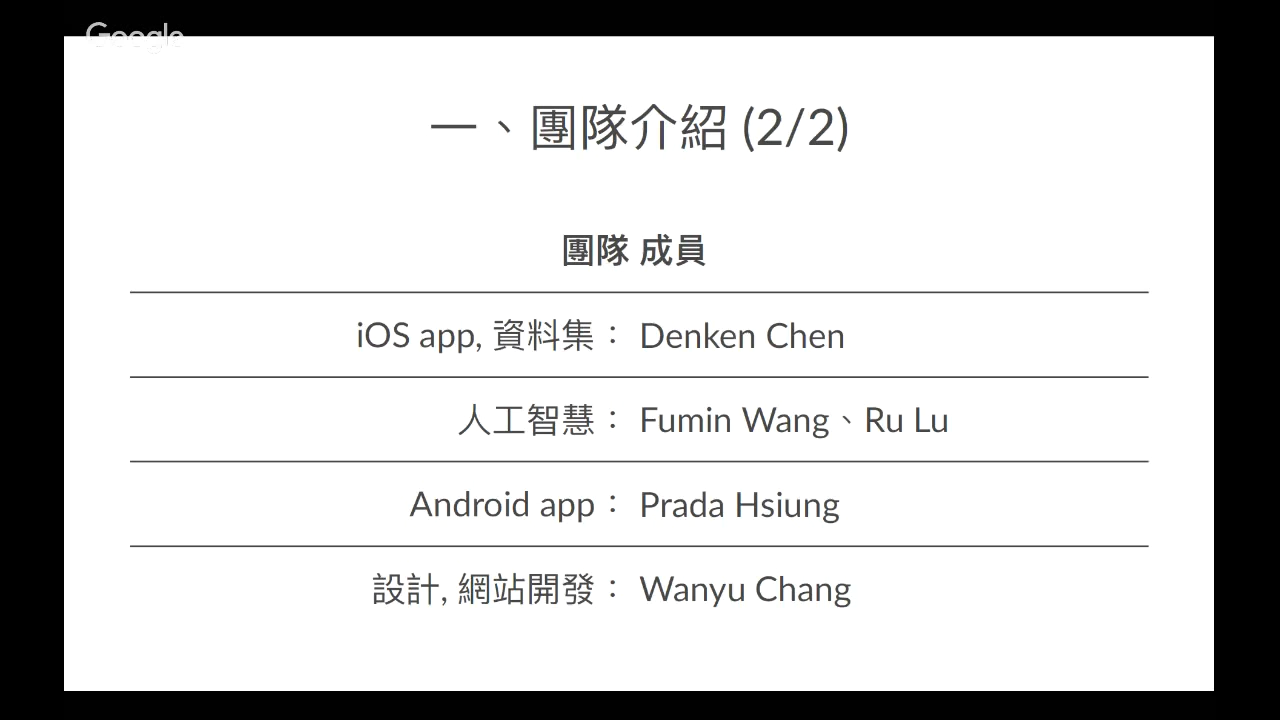 Google
一、團隊介紹 (2/2)
團隊 成員
iOS app, 資料集： Denken Chen
人工智慧： Fumin Wang、Ru Lu
Android app： Prada Hsiung
設計, 網站開發： Wanyu Chang